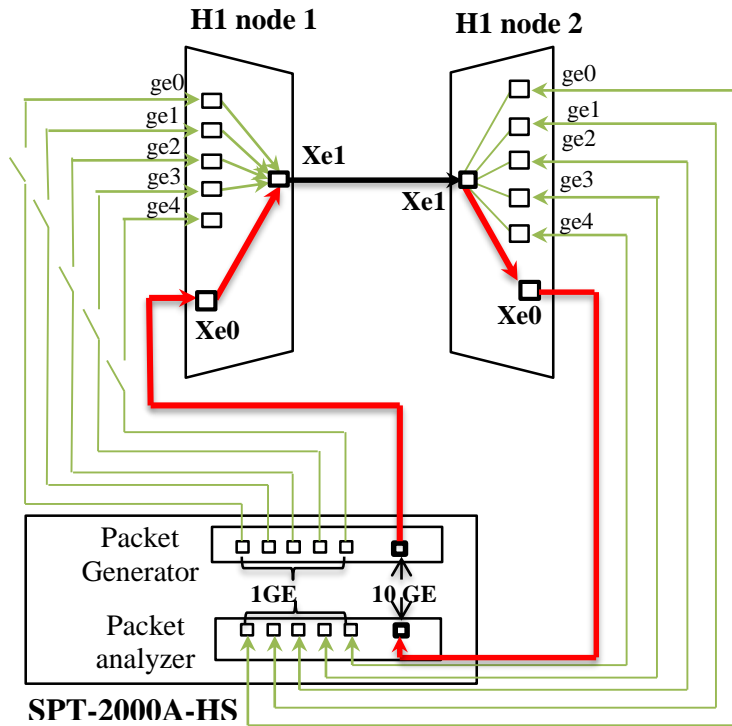 H1 node 1
H1 node 2
ge0
ge1
ge2
ge3
ge4
Xe1
Xe0
ge0
ge1
ge2
ge3
ge4
Xe1
Xe0
Packet
Generator
1GE
10 GE
Packet
analyzer
SPT-2000A-HS